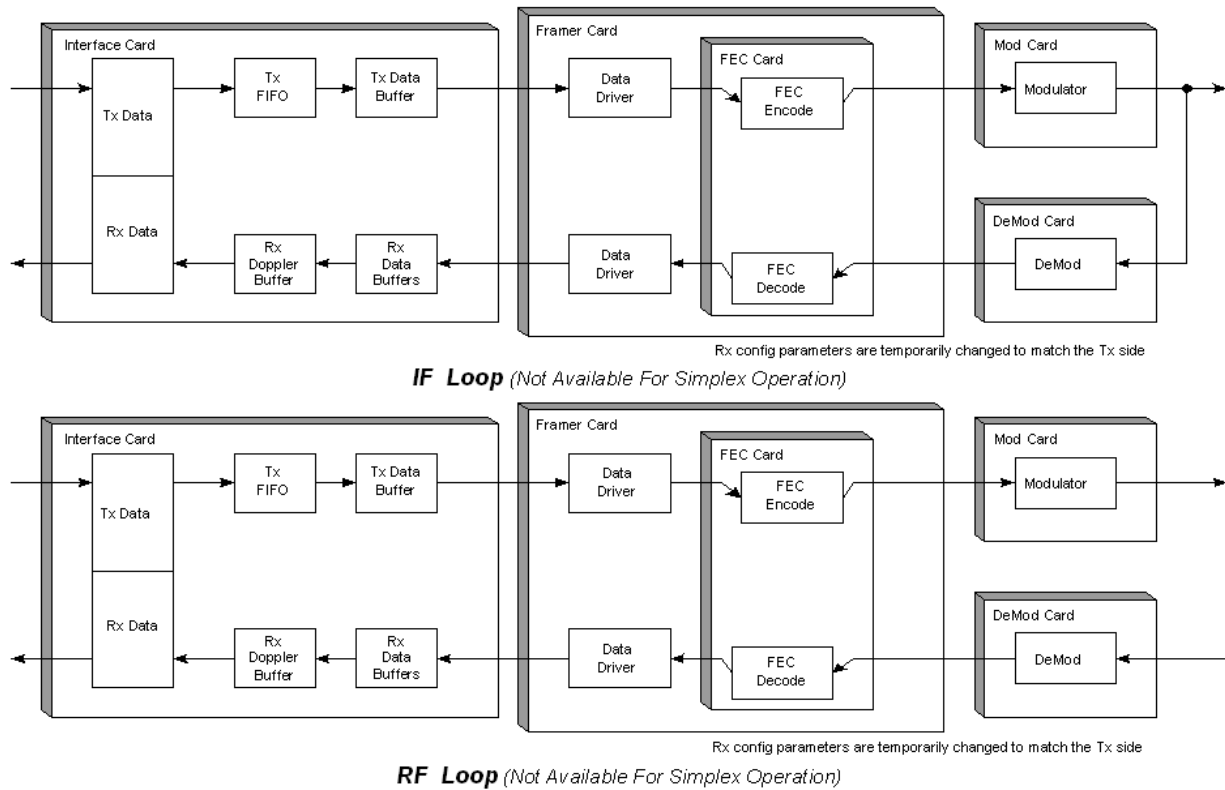 Interface Card
Tx Data
Rx Data
Tx
FIFO
Tx Data
Buffer
Rx
Doppler
Buffer
Rx
Data
Buffers
Framer Card
Data
Driver
Data
Driver
FEC Card
FEC
Encode
FEC
Decode
Mod Card
Modulator
DeMod Card
DeMod
Rx config parameters are temporarily changed to match the Tx side
IF Loop (Not Available For Simplex Operation)
Interface Card
Tx Data
Rx Data
Tx
FIFO
Tx Data
Buffer
Rx
Doppler
Buffer
Rx
Data
Buffers
Framer Card
Data
Driver
Data
Driver
FEC Card
FEC
Encode
FEC
Decode
Mod Card
Modulator
DeMod Card
DeMod
Rx config parameters are temporarily changed to match the Tx side
RF Loop (Not Available For Simplex Operation)